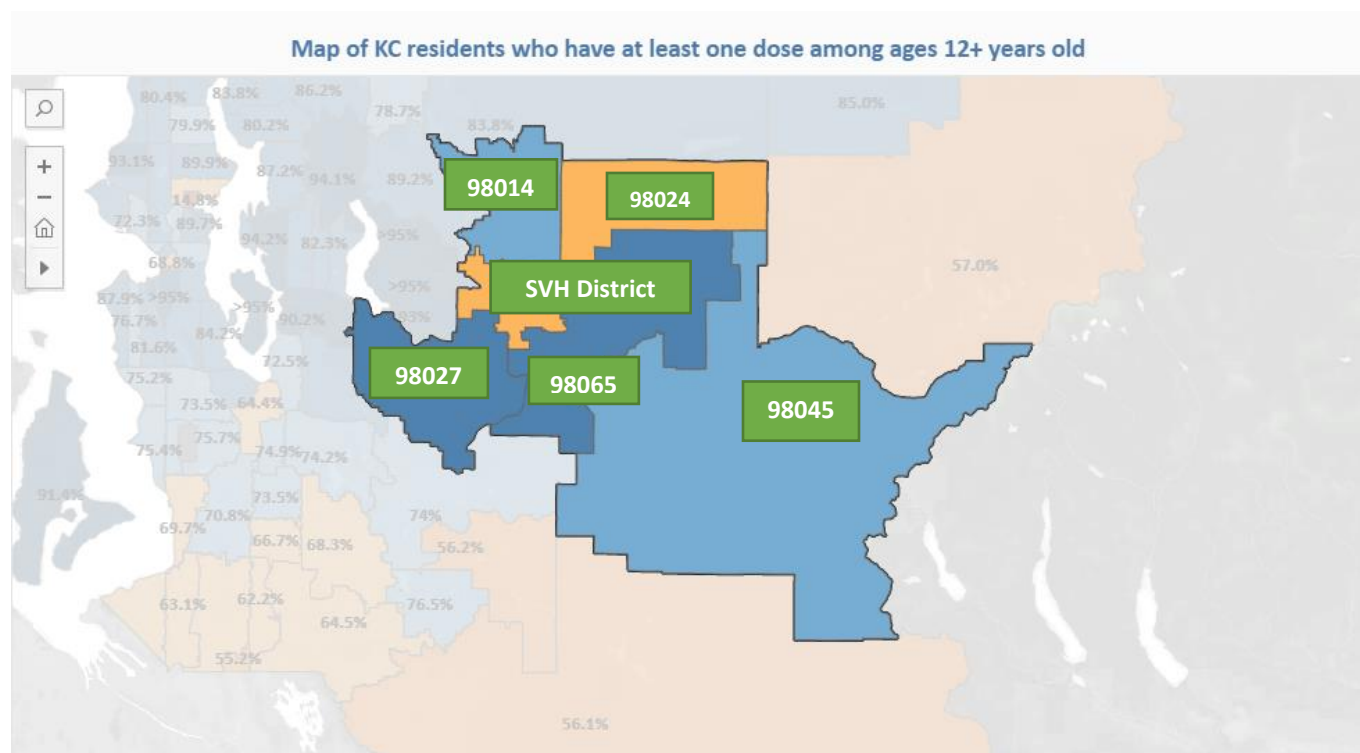 Map of KC residents who have at least one dose among ages 12+ years old
80.4% 83.8% 86.2%
78.7% 85.0%
79.9% 80.2% 83.8%
93.1% 89.9% 87.2% 94.1% 89.2%
98014 98024
14.8%
72.3% 89.7% 94.2% 82.3% >95%
68.8% 57.0%
SVH District
87.9% >95% >95% >95%
76.7% 84.2% 90.2% 93%
81.6% 72.5%
75.2% 98027 98065
73.5% 64.4% 98045
75.4% 75.7% 74.9% 74.2%
91.4% 73.5%
69.7% 70.8% 74%
66.7% 68.3% 56.2%
63.1% 62.2% 76.5%
64.5%
55.2%
56.1%